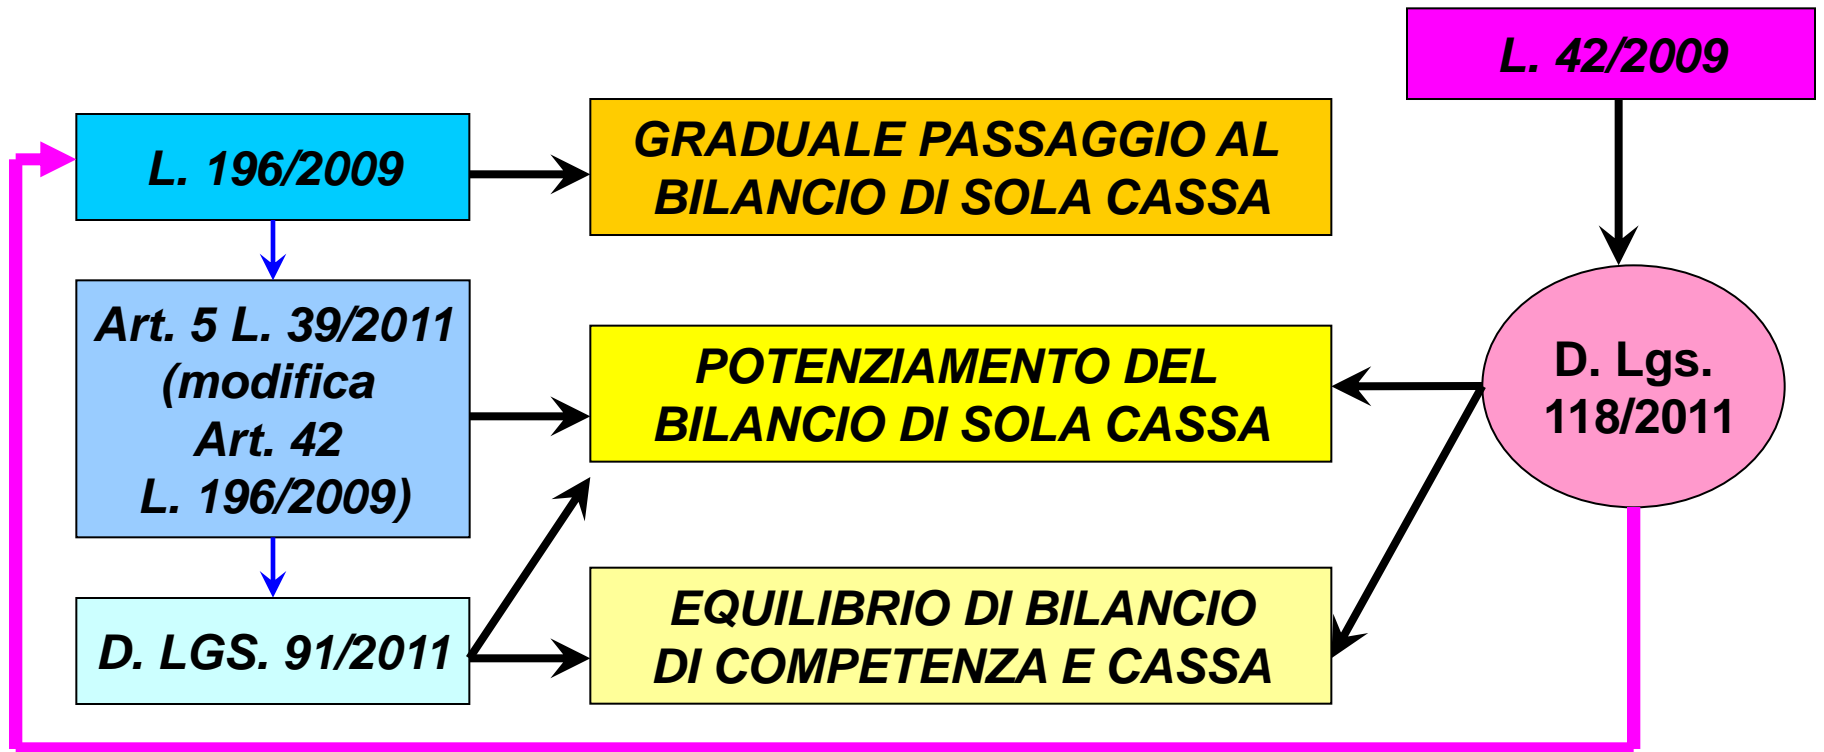 L. 42/2009
L. 196/2009
GRADUALE PASSAGGIO AL
BILANCIO DI SOLA CASSA
Art. 5 L. 39/2011
(modifica
Art. 42
L. 196/2009)
POTENZIAMENTO DEL
BILANCIO DI SOLA CASSA
D. Lgs.
118/2011
D. LGS. 91/2011
EQUILIBRIO DI BILANCIO
DI COMPETENZA E CASSA